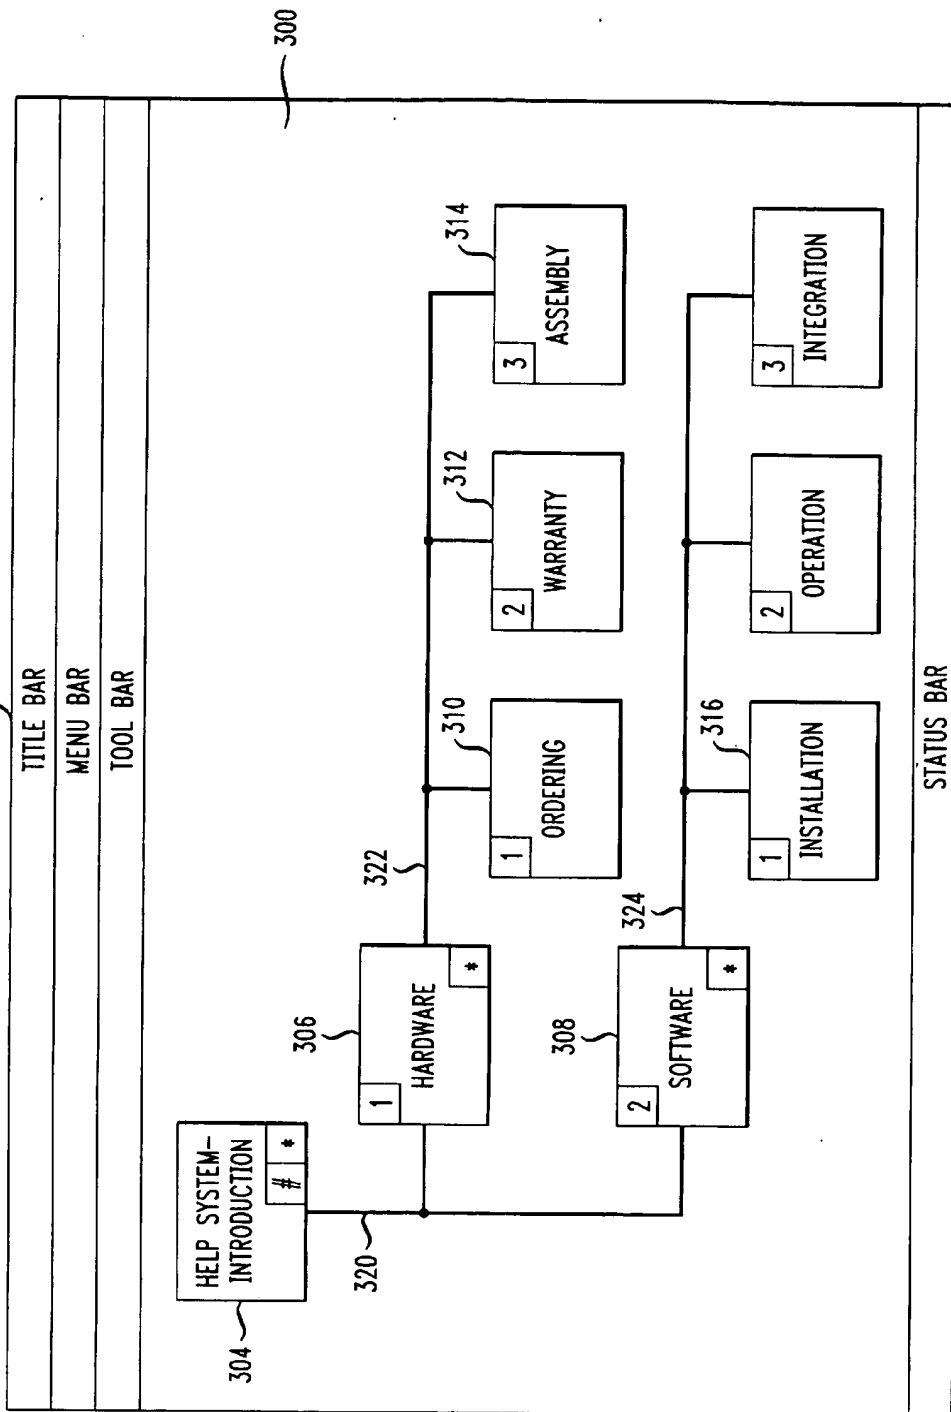 TITLE BAR
MENU BAR
TOOL BAR
300
304
HELP SYSTEM-
INTRODUCTION
# *
320
306
1
HARDWARE
*
322
310
1
ORDERING
312
2
WARRANTY
314
3
ASSEMBLY
308
2
SOFTWARE
*
324
316
1
INSTALLATION
2
OPERATION
3
INTEGRATION
STATUS BAR